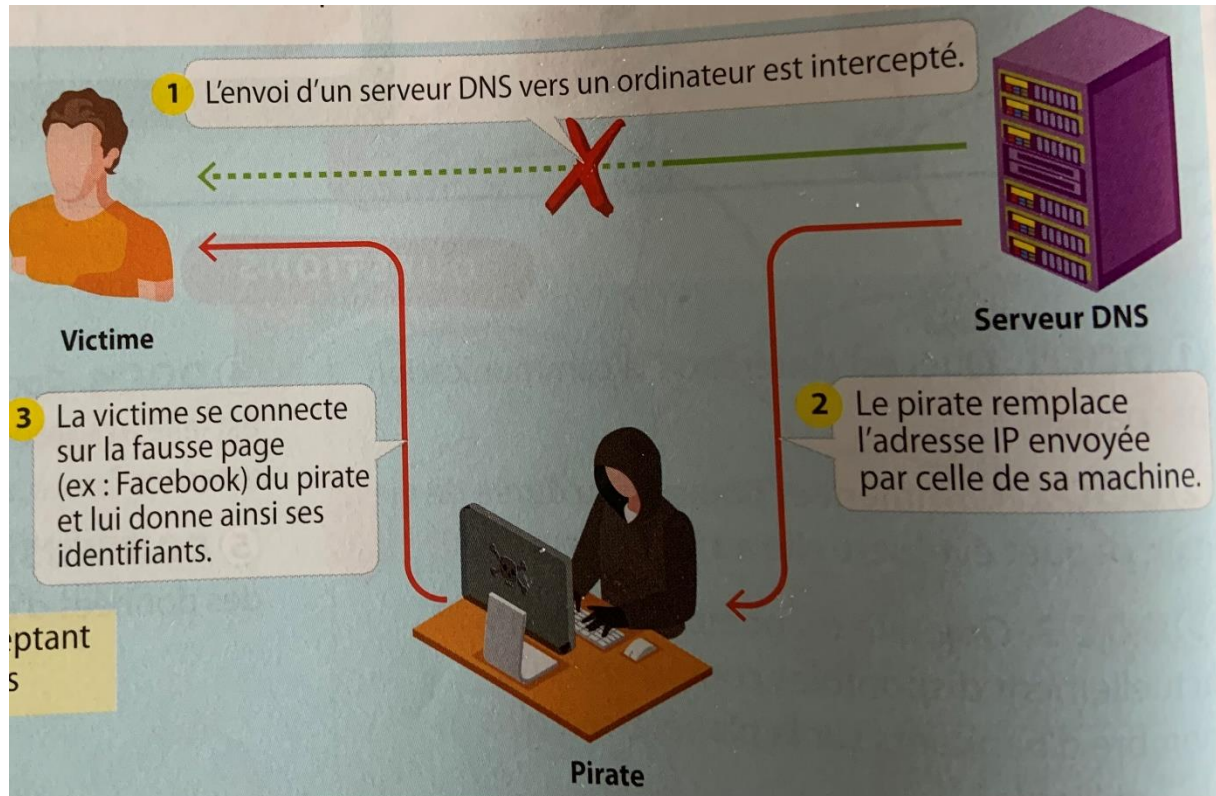 1 L'envoi d'un serveur DNS vers un ordinateur est intercepté.
Victime
Serveur DNS
2 Le pirate remplace
l'adresse IP envoyée
par celle de sa machine.
3 La victime se connecte
sur la fausse page
(ex : Facebook) du pirate
et lui donne ainsi ses
identifiants.
eptant
s
Pirate